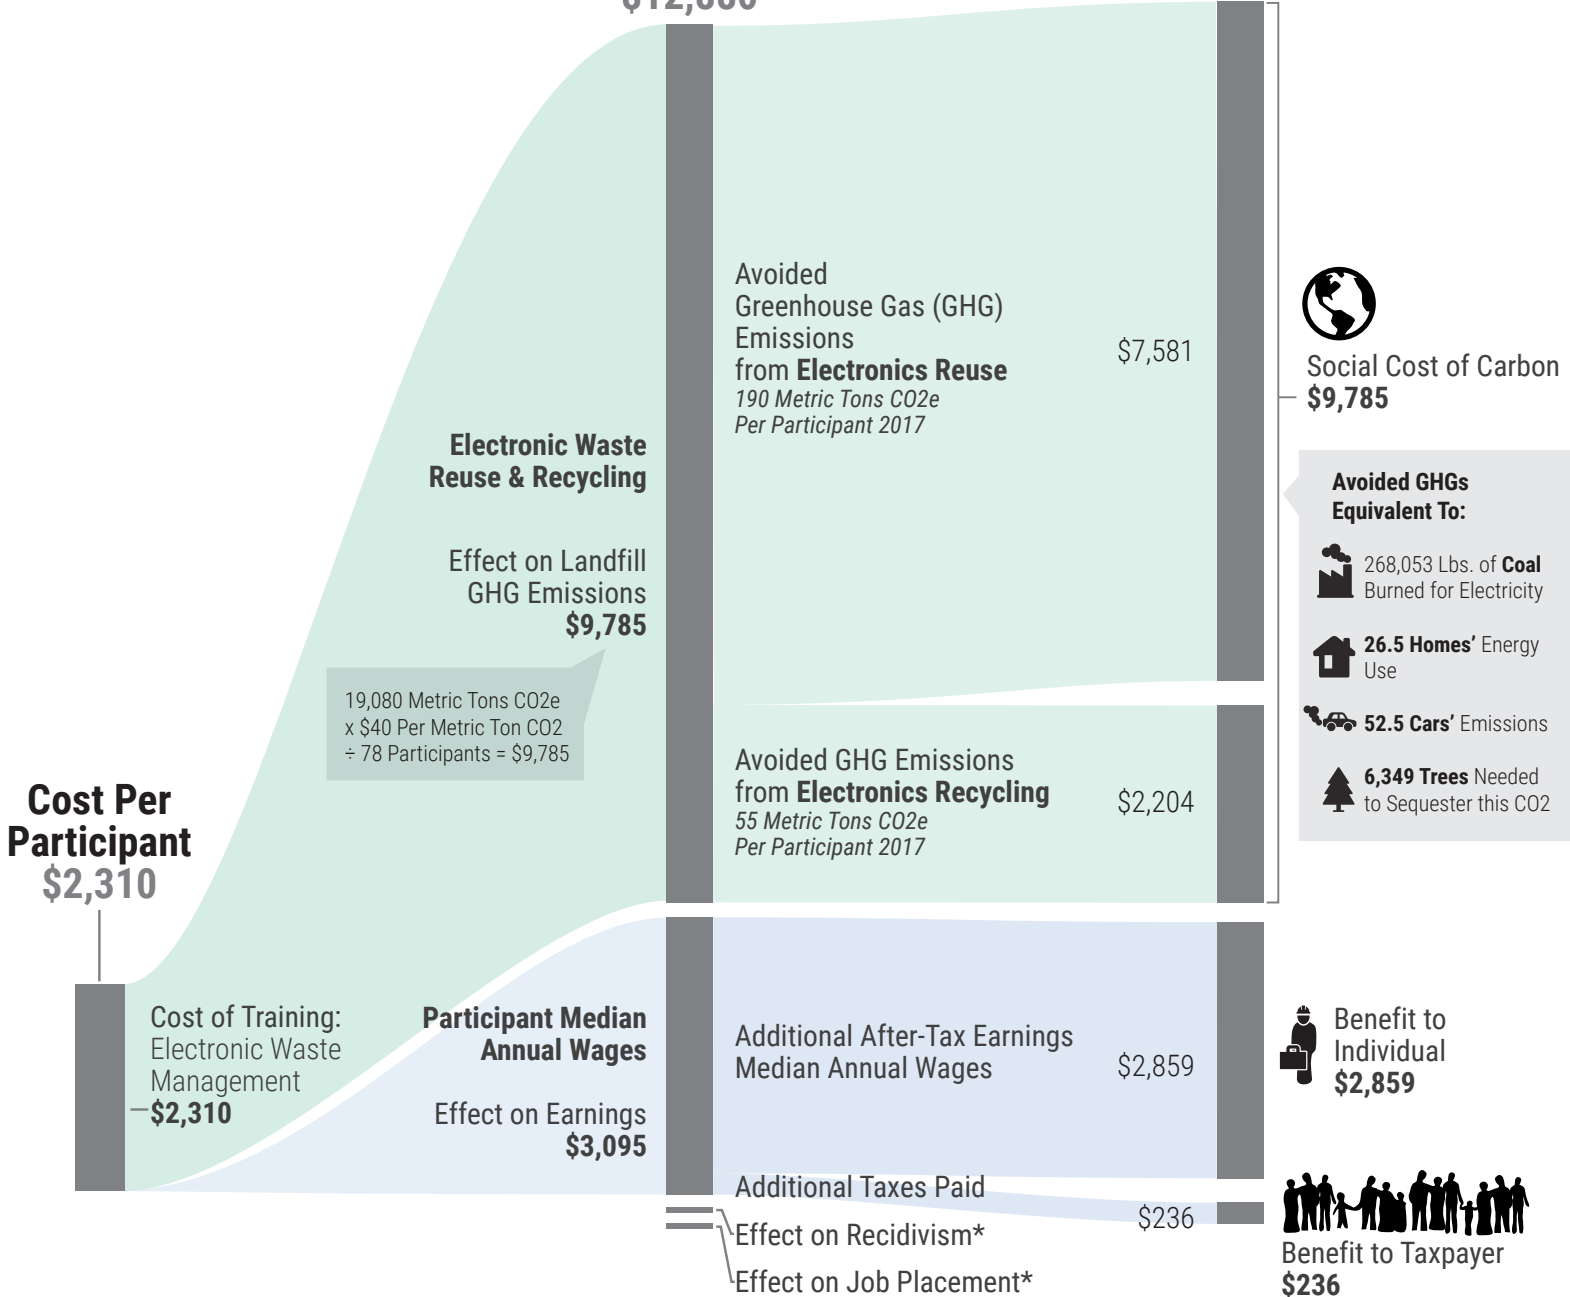 Avoided
Greenhouse Gas (GHG)
Emissions
from Electronics Reuse
190 Metric Tons CO2e
Per Participant 2017
$7,581
Social Cost of Carbon
$9,785
Electronic Waste
Reuse & Recycling
Effect on Landfill
GHG Emissions
$9,785
19,080 Metric Tons CO2e
x $40 Per Metric Ton CO2
÷ 78 Participants = $9,785
Avoided GHGs
Equivalent To:
268,053 Lbs. of Coal
Burned for Electricity
26.5 Homes’ Energy
Use
52.5 Cars’ Emissions
6,349 Trees Needed
to Sequester this CO2
Avoided GHG Emissions
from Electronics Recycling
55 Metric Tons CO2e
Per Participant 2017
$2,204
Cost Per
Participant
$2,310
Cost of Training:
Electronic Waste
Management
$2,310
Participant Median
Annual Wages
Effect on Earnings
$3,095
Additional After-Tax Earnings
Median Annual Wages
$2,859
Benefit to
Individual
$2,859
Additional Taxes Paid
$236
Effect on Recidivism*
Effect on Job Placement*
Benefit to Taxpayer
$236